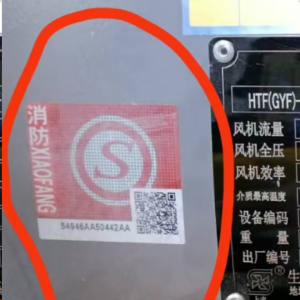 消防 XIAOFANG
S
54946AA50442AA
HTF(GYF)-
风机流量
风机全压
风机效率
介质最高温度
设备编码
重量
出厂编号
生